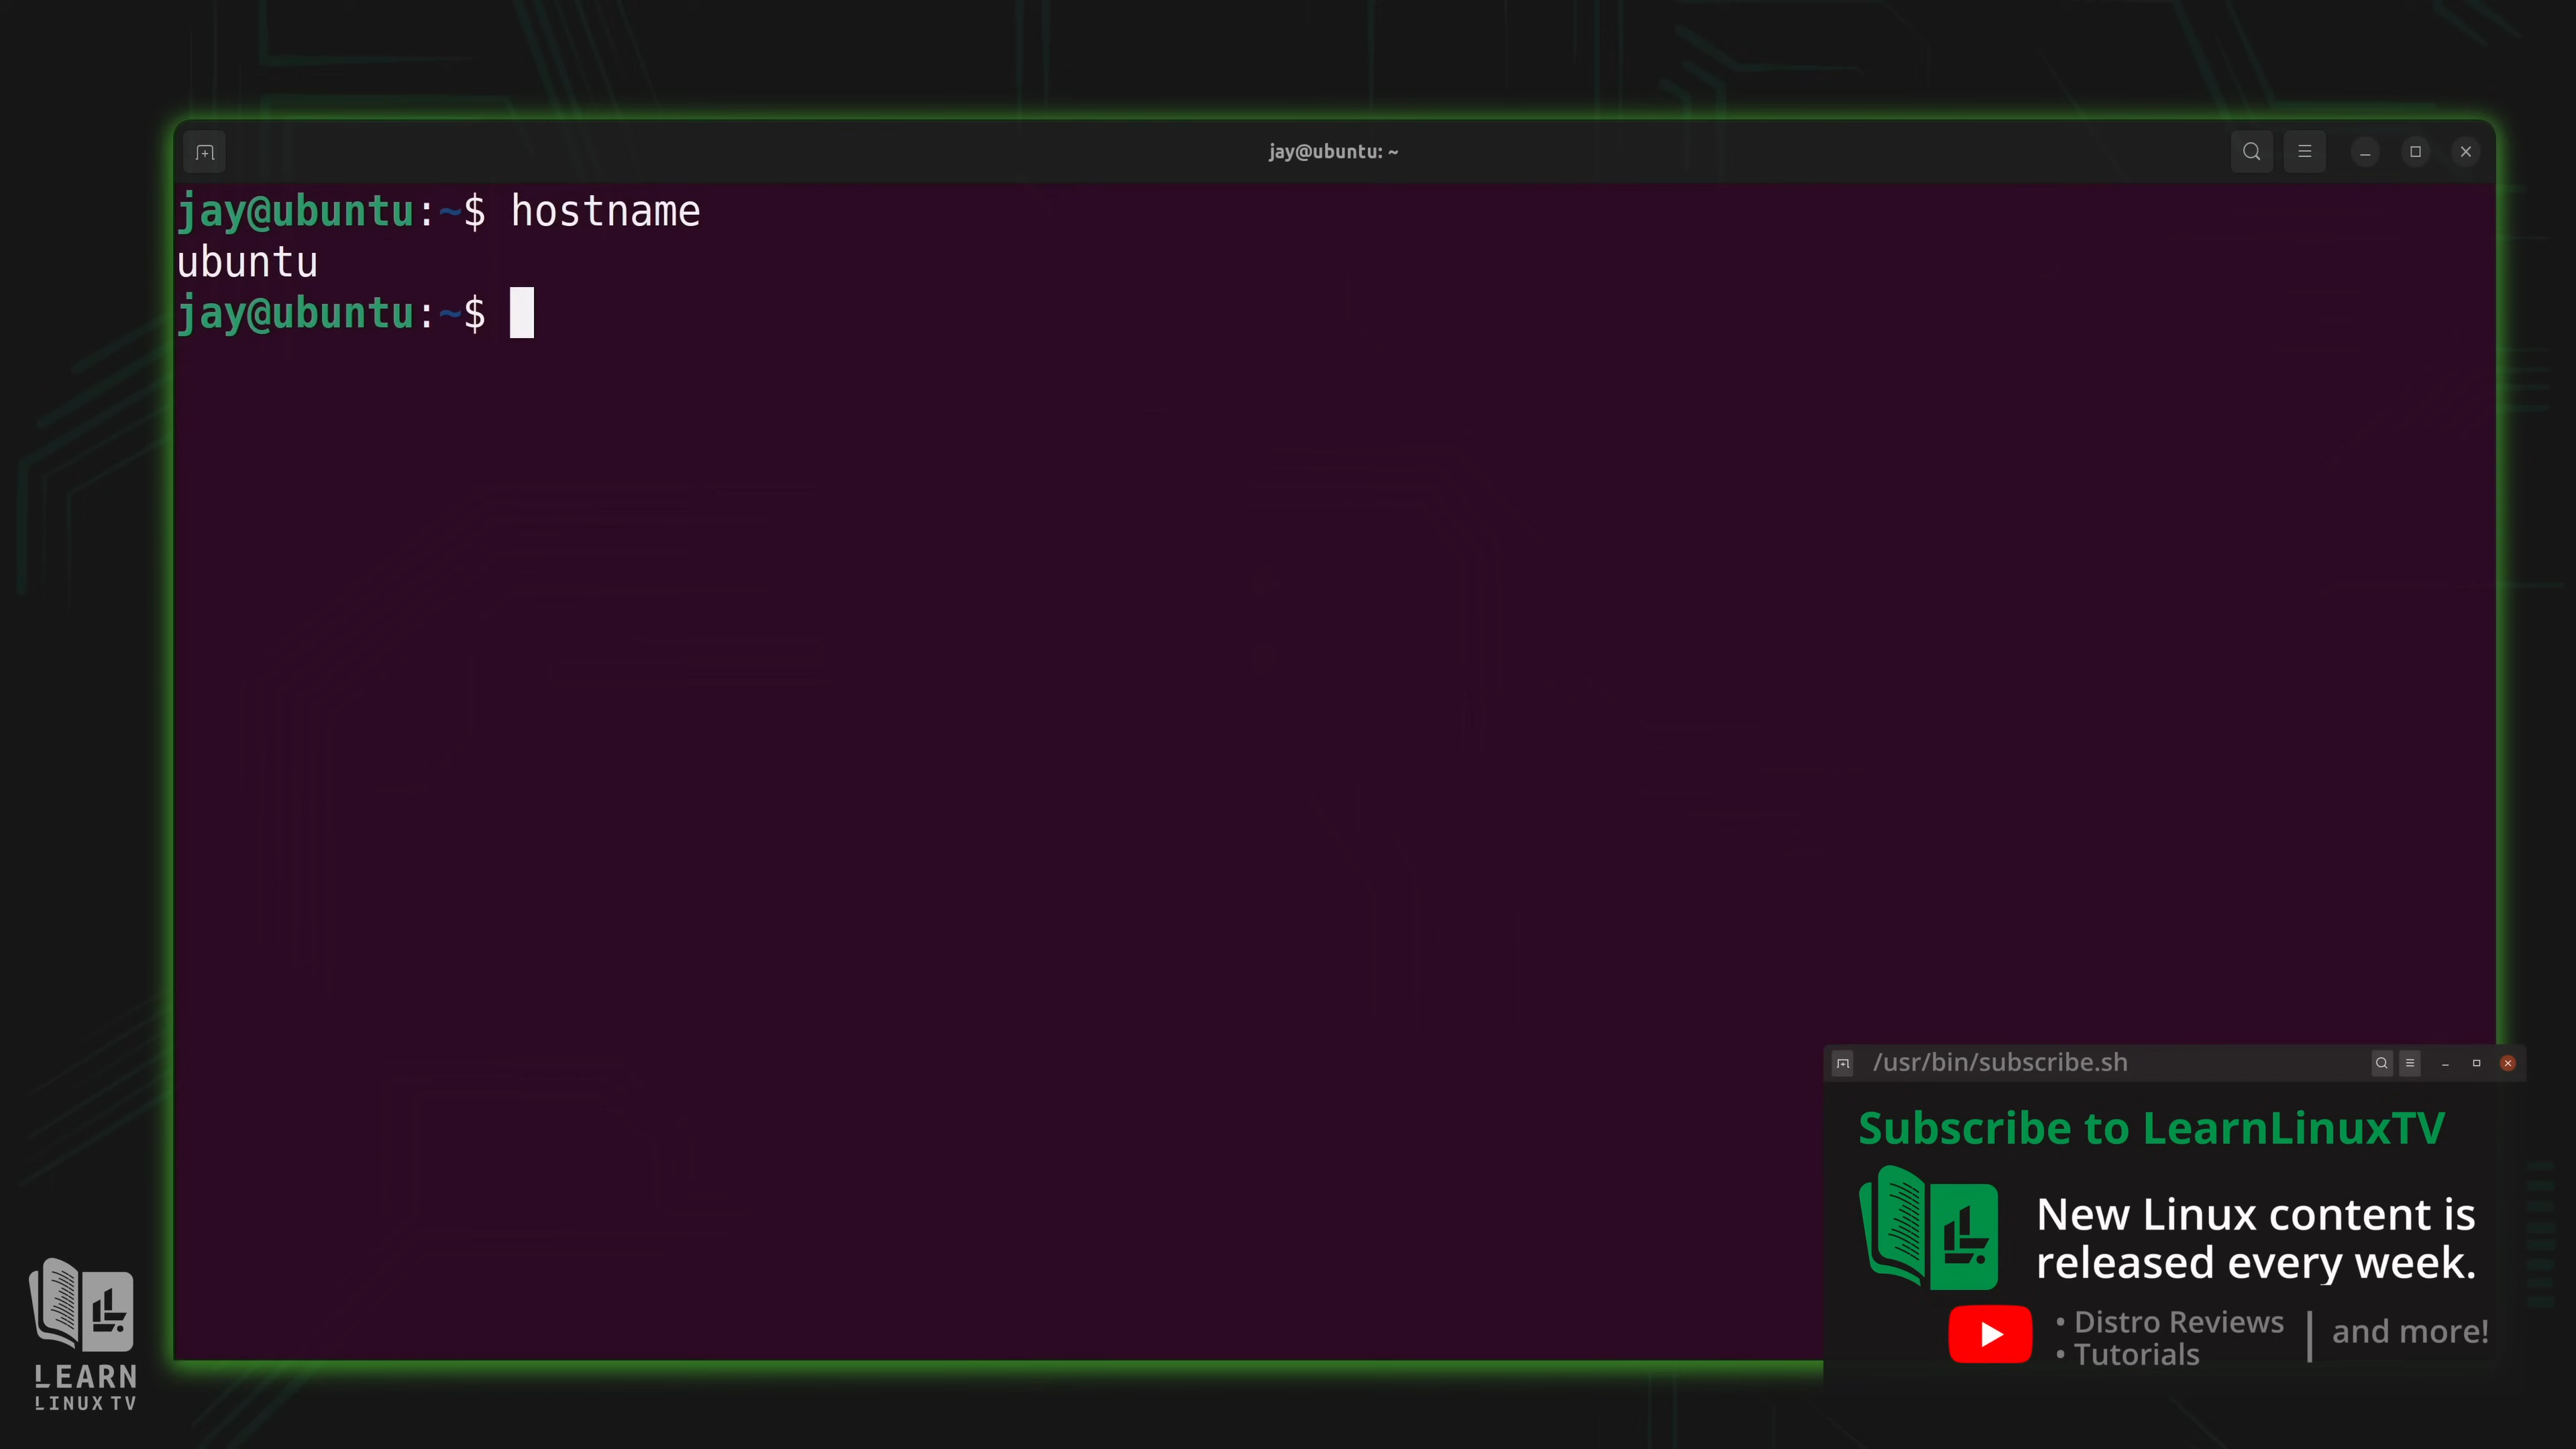 jay@ubuntu: ~
jay@ubuntu:~$ hostname
ubuntu
jay@ubuntu:~$
/usr/bin/subscribe.sh
Subscribe to LearnLinuxTV
New Linux content is
released every week.
• Distro Reviews
• Tutorials
| and more!
LEARN
LINUX TV